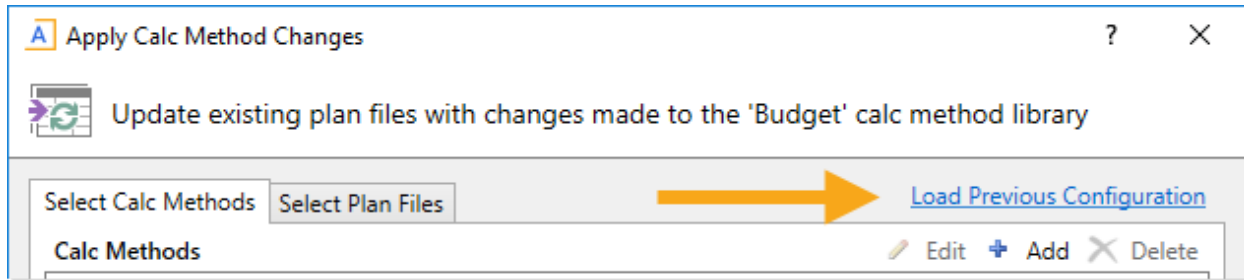 A Apply Calc Method Changes ?
Update existing plan files with changes made to the 'Budget' calc method library
Select Calc Methods Select Plan Files Load Previous Configuration
Calc Methods Edit Add Delete